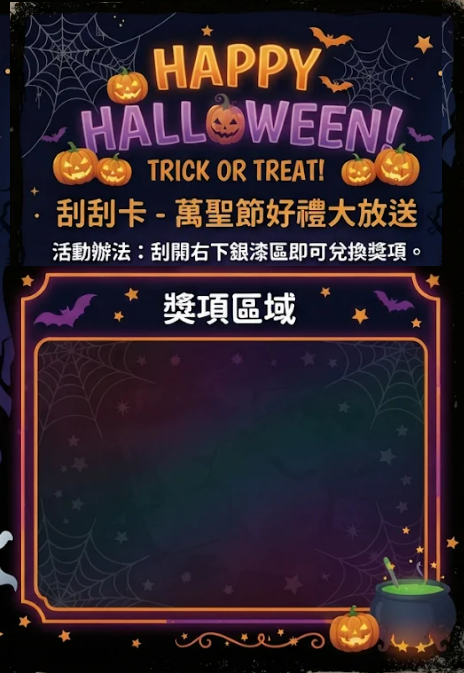 HAPPY
HALLOWEEN!
TRICK OR TREAT!
刮刮卡 - 萬聖節好禮大放送
活動辦法：刮開右下銀漆區即可兌換獎項。
獎項區域